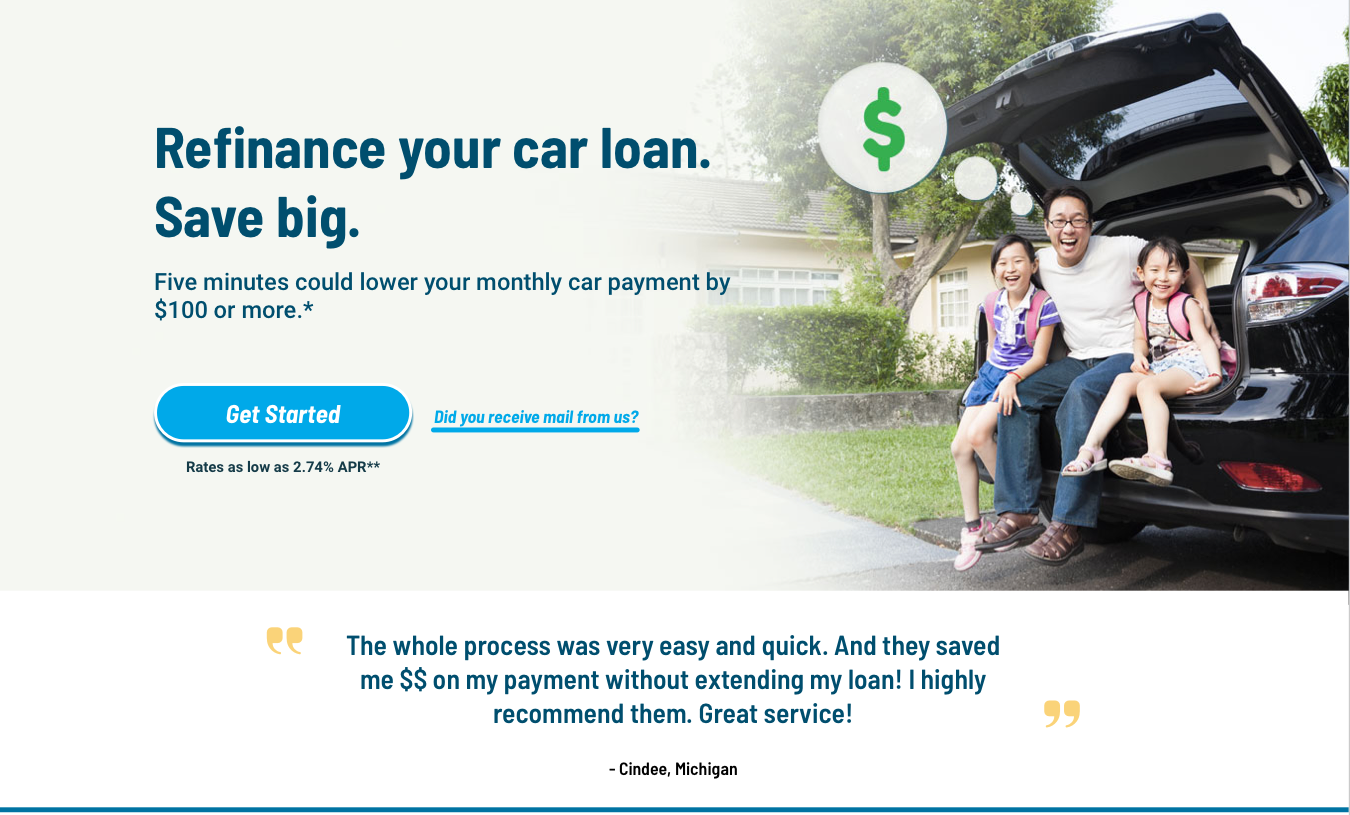 Refinance your car loan.
Save big.
Five minutes could lower your monthly car payment by
$100 or more.*
Get Started
Did you receive mail from us?
Rates as low as 2.74% APR**
$
❟❟
The whole process was very easy and quick. And they saved
me $$ on my payment without extending my loan! I highly
recommend them. Great service!
❟❟
- Cindee, Michigan